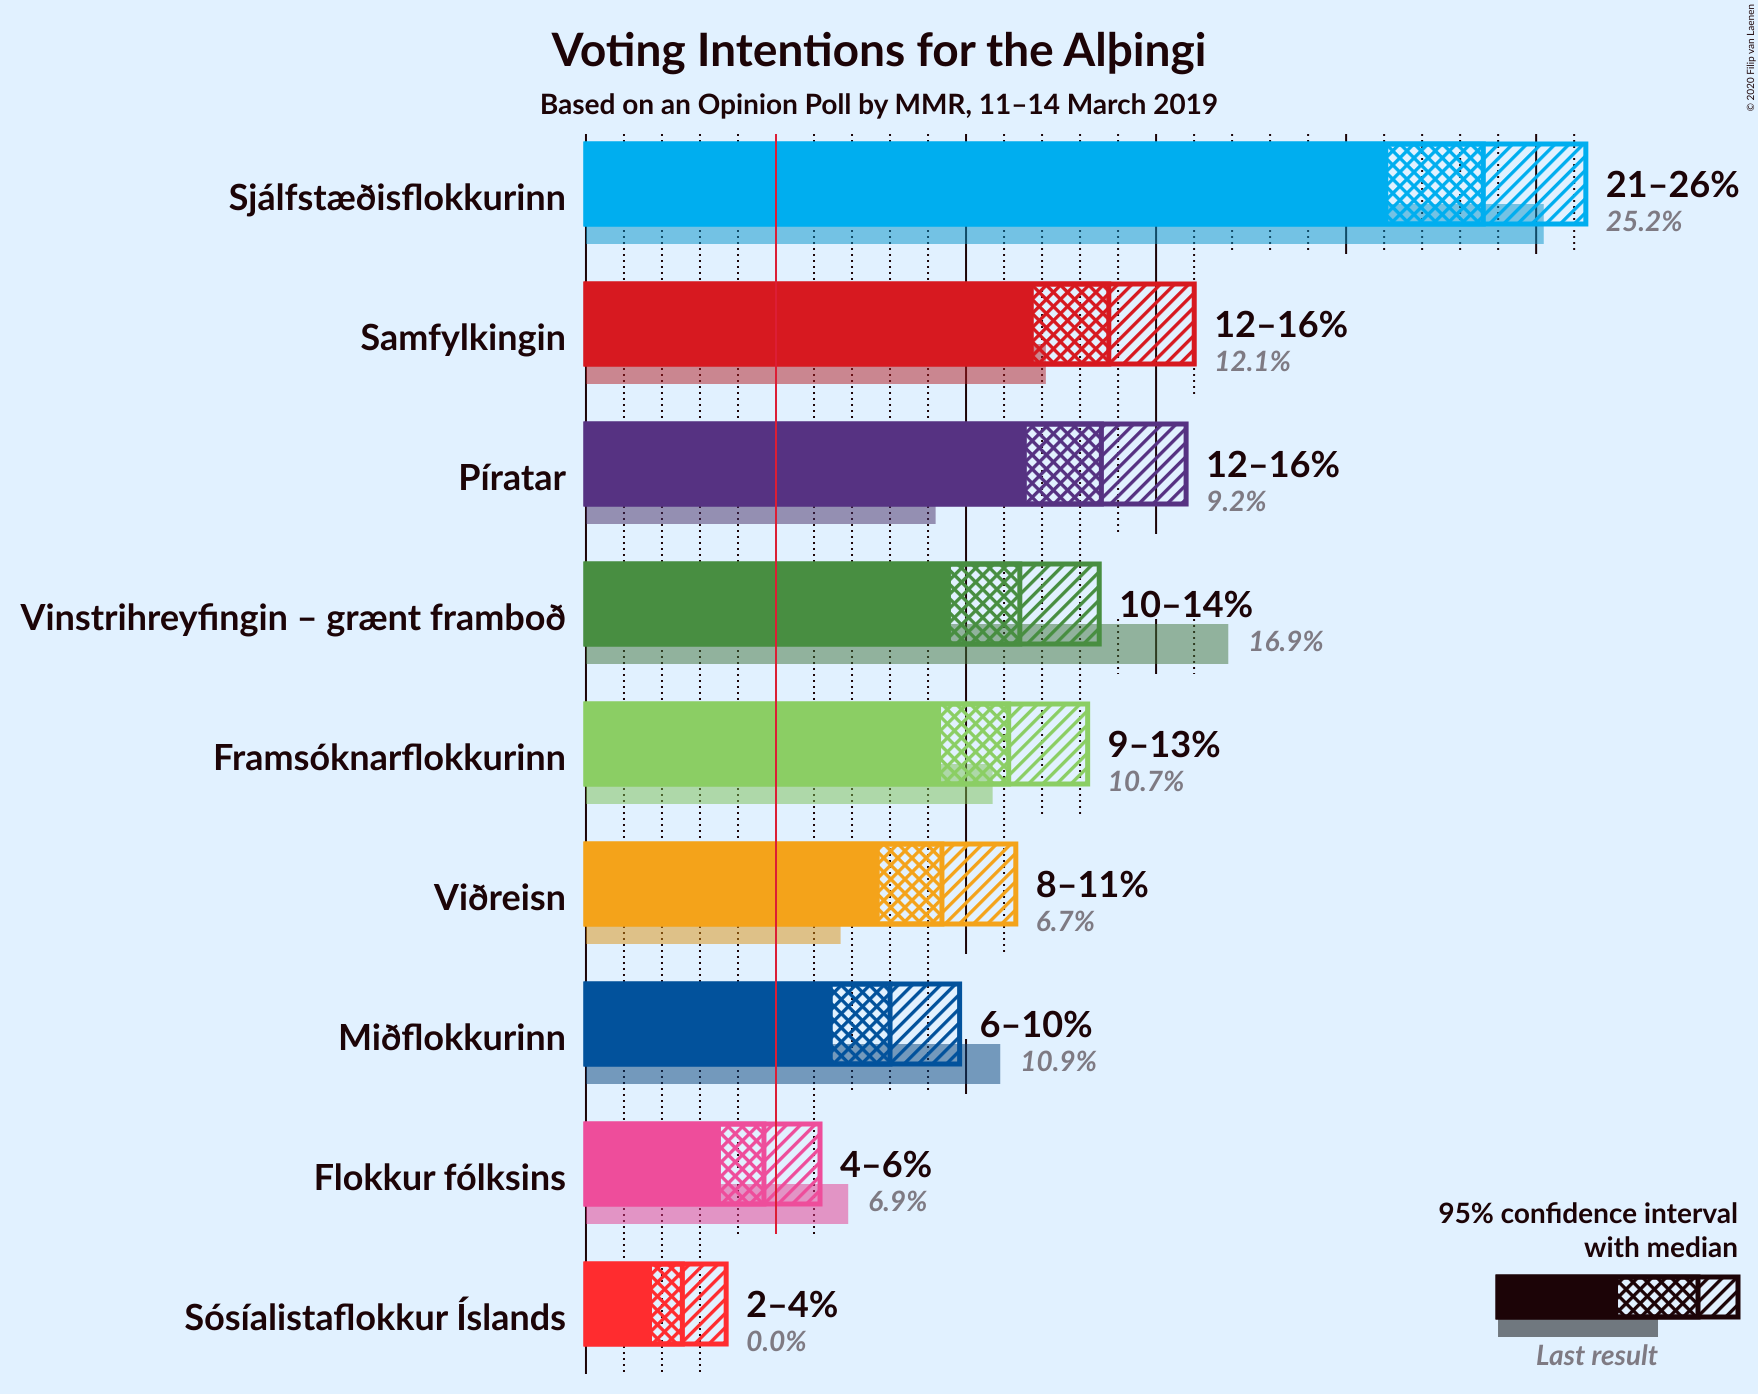 Voting Intentions for the Alþingi
Based on an Opinion Poll by MMR, 11–14 March 2019
© 2020 Filip van Laenen
Sjálfstæðisflokkurinn
21–26%
25.2%
Samfylkingin
12–16%
12.1%
Píratar
12–16%
9.2%
Vinstrihreyfingin – grænt framboð
10–14%
16.9%
Framsóknarflokkurinn
9–13%
10.7%
Viðreisn
8–11%
6.7%
Miðflokkurinn
6–10%
10.9%
Flokkur fólksins
4–6%
6.9%
Sósíalistaflokkur Íslands
2–4%
0.0%
95% confidence interval
with median
Last result